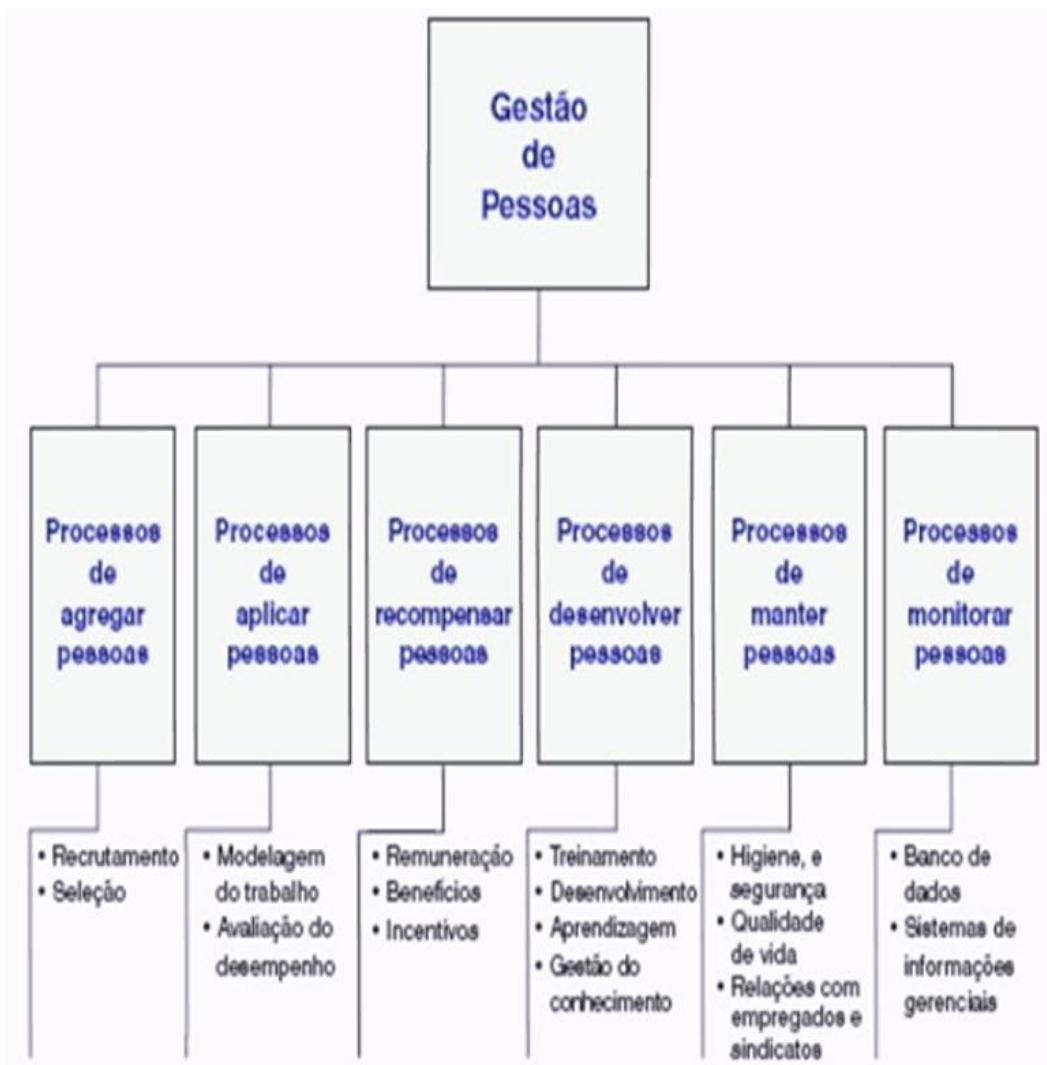 Gestão
de
Pessoas
Processos
de
agregar
pessoas
Processos
de
aplicar
pessoas
Processos
de
recompensar
pessoas
Processos
de
desenvolver
pessoas
Processos
de
manter
pessoas
Processos
de
monitorar
pessoas
• Recrutamento
• Seleção
• Modelagem
do trabalho
• Avaliação do
desempenho
• Remuneração
• Benefícios
• Incentivos
• Treinamento
• Desenvolvimento
• Aprendizagem
• Gestão do
conhecimento
• Higiene, e
segurança
• Qualidade
de vida
• Relações com
empregados e
sindicatos
• Banco de
dados
• Sistemas de
informações
gerenciais